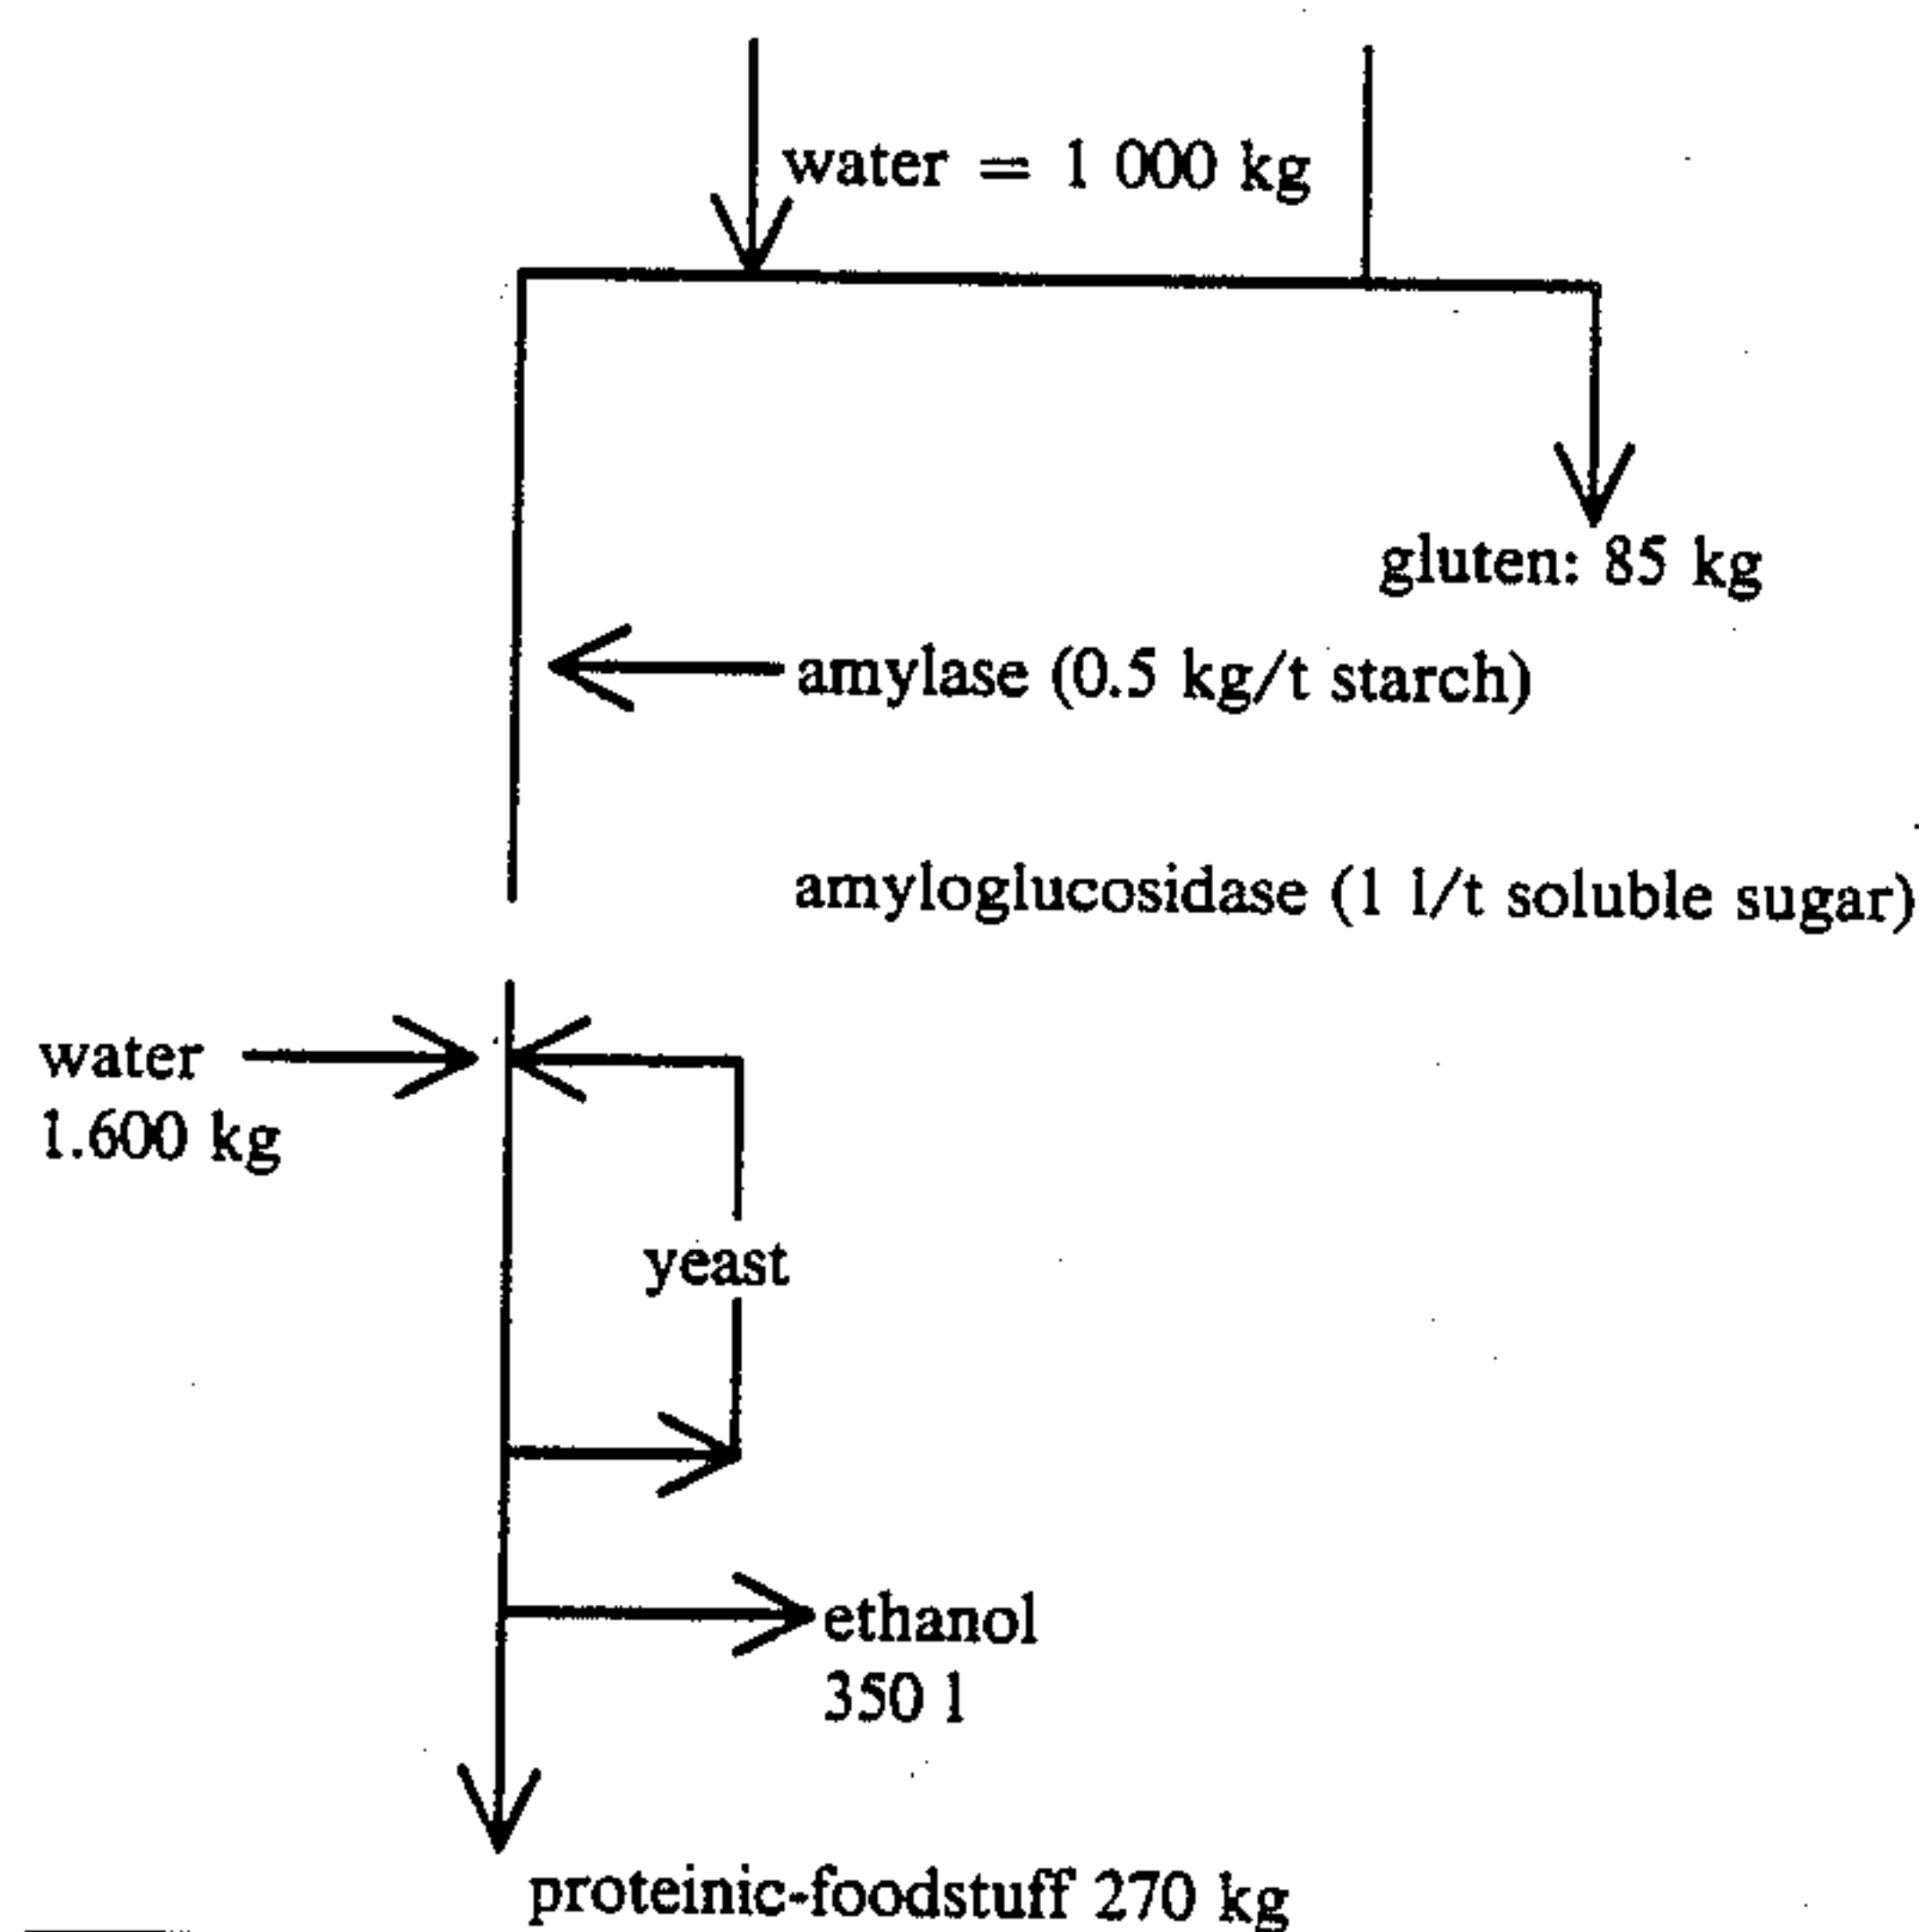 water = 1 000 kg
gluten: 85 kg
amylase (0.5 kg/t starch)
amyloglucosidase (1 l/t soluble sugar)
water
1.600 kg
yeast
ethanol
350 l
proteinic-foodstuff 270 kg